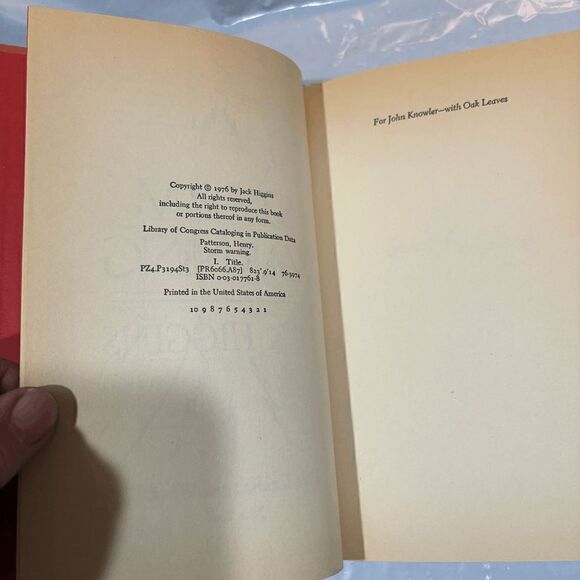 Copyright © 1976 by Jack Higgins
All rights reserved,
including the right to reproduce this book
or portions thereof in any form.
Library of Congress Cataloging in Publication Data
Patterson, Henry.
Storm warning.
I. Title.
PZ4.P3194St3 [PR6066.A87] 823'.9'14 76-3974
ISBN 0-03-017761-8
Printed in the United States of America
10 9 8 7 6 5 4 3 2 1
For John Knowler—with Oak Leaves